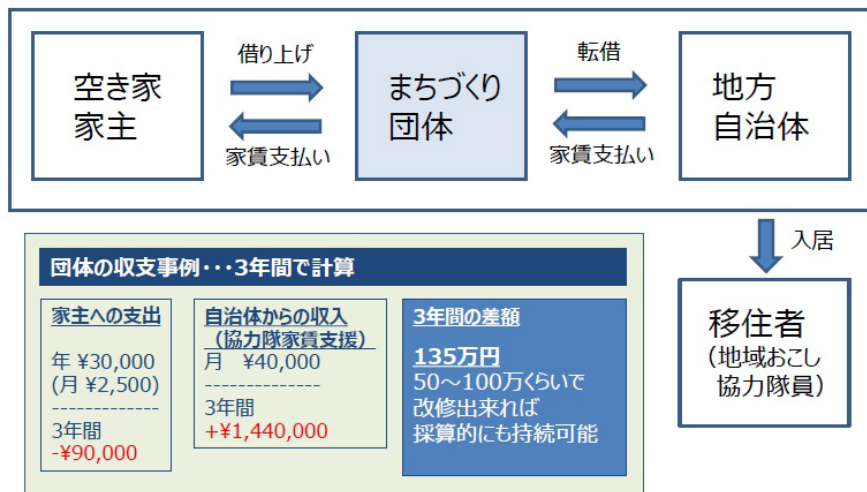 空き家
家主
借り上げ
家賃支払い
まちづくり
団体
転借
家賃支払い
地方
自治体
入居
移住者
(地域おこし
協力隊員)
団体の収支事例・・・3年間で計算
家主への支出
年 ¥30,000
(月 ¥2,500)
-------------
3年間
-¥90,000
自治体からの収入
(協力隊家賃支援)
月 ¥40,000
--------------
3年間
+¥1,440,000
3年間の差額
135万円
50～100万くらいで
改修出来れば
採算的にも持続可能